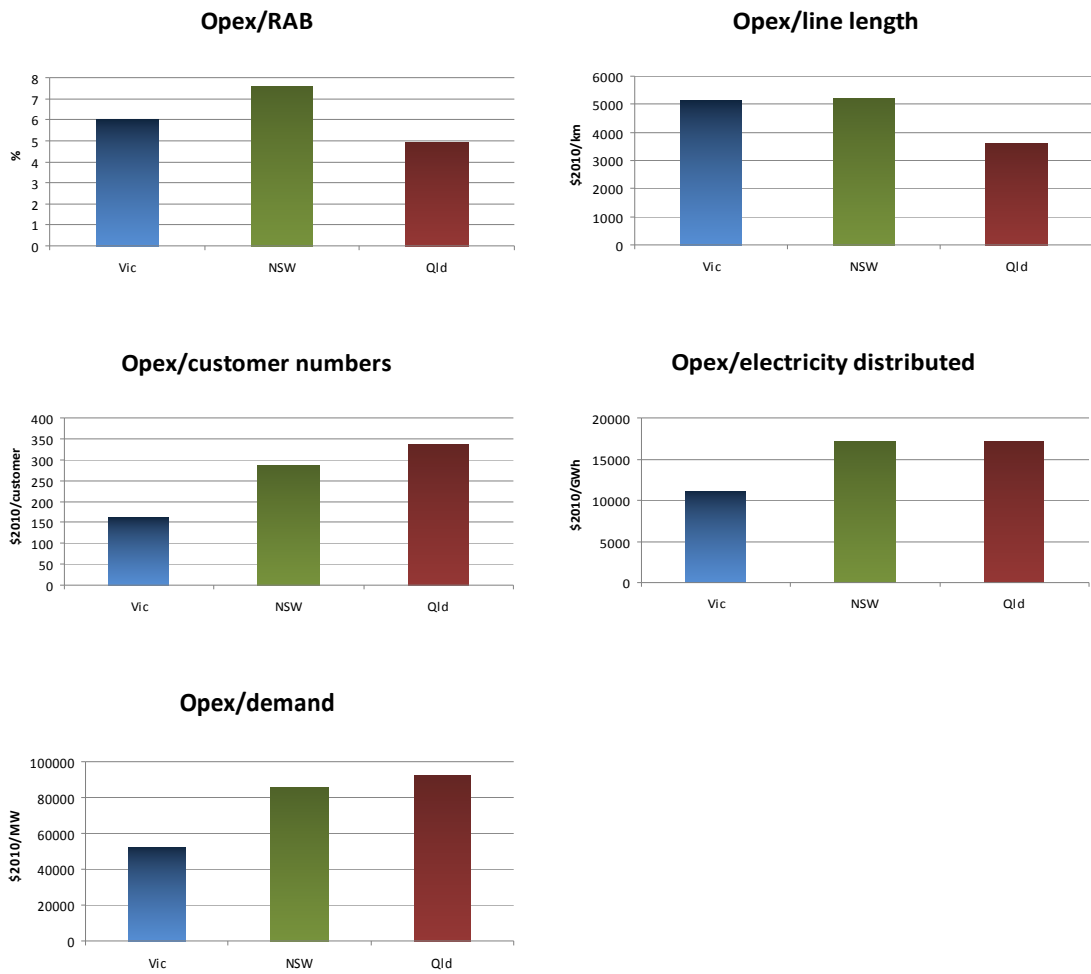 Opex/RAB
8
7
6
5
4
3
2
1
0
%
Vic
NSW
Qld
Opex/line length
6000
5000
4000
3000
2000
1000
0
$2010/km
Vic
NSW
Qld
Opex/customer numbers
400
350
300
250
200
150
100
50
0
$2010/customer
Vic
NSW
Qld
Opex/electricity distributed
20000
15000
10000
5000
0
$2010/GWh
Vic
NSW
Qld
Opex/demand
100000
80000
60000
40000
20000
0
$2010/MW
Vic
NSW
Qld